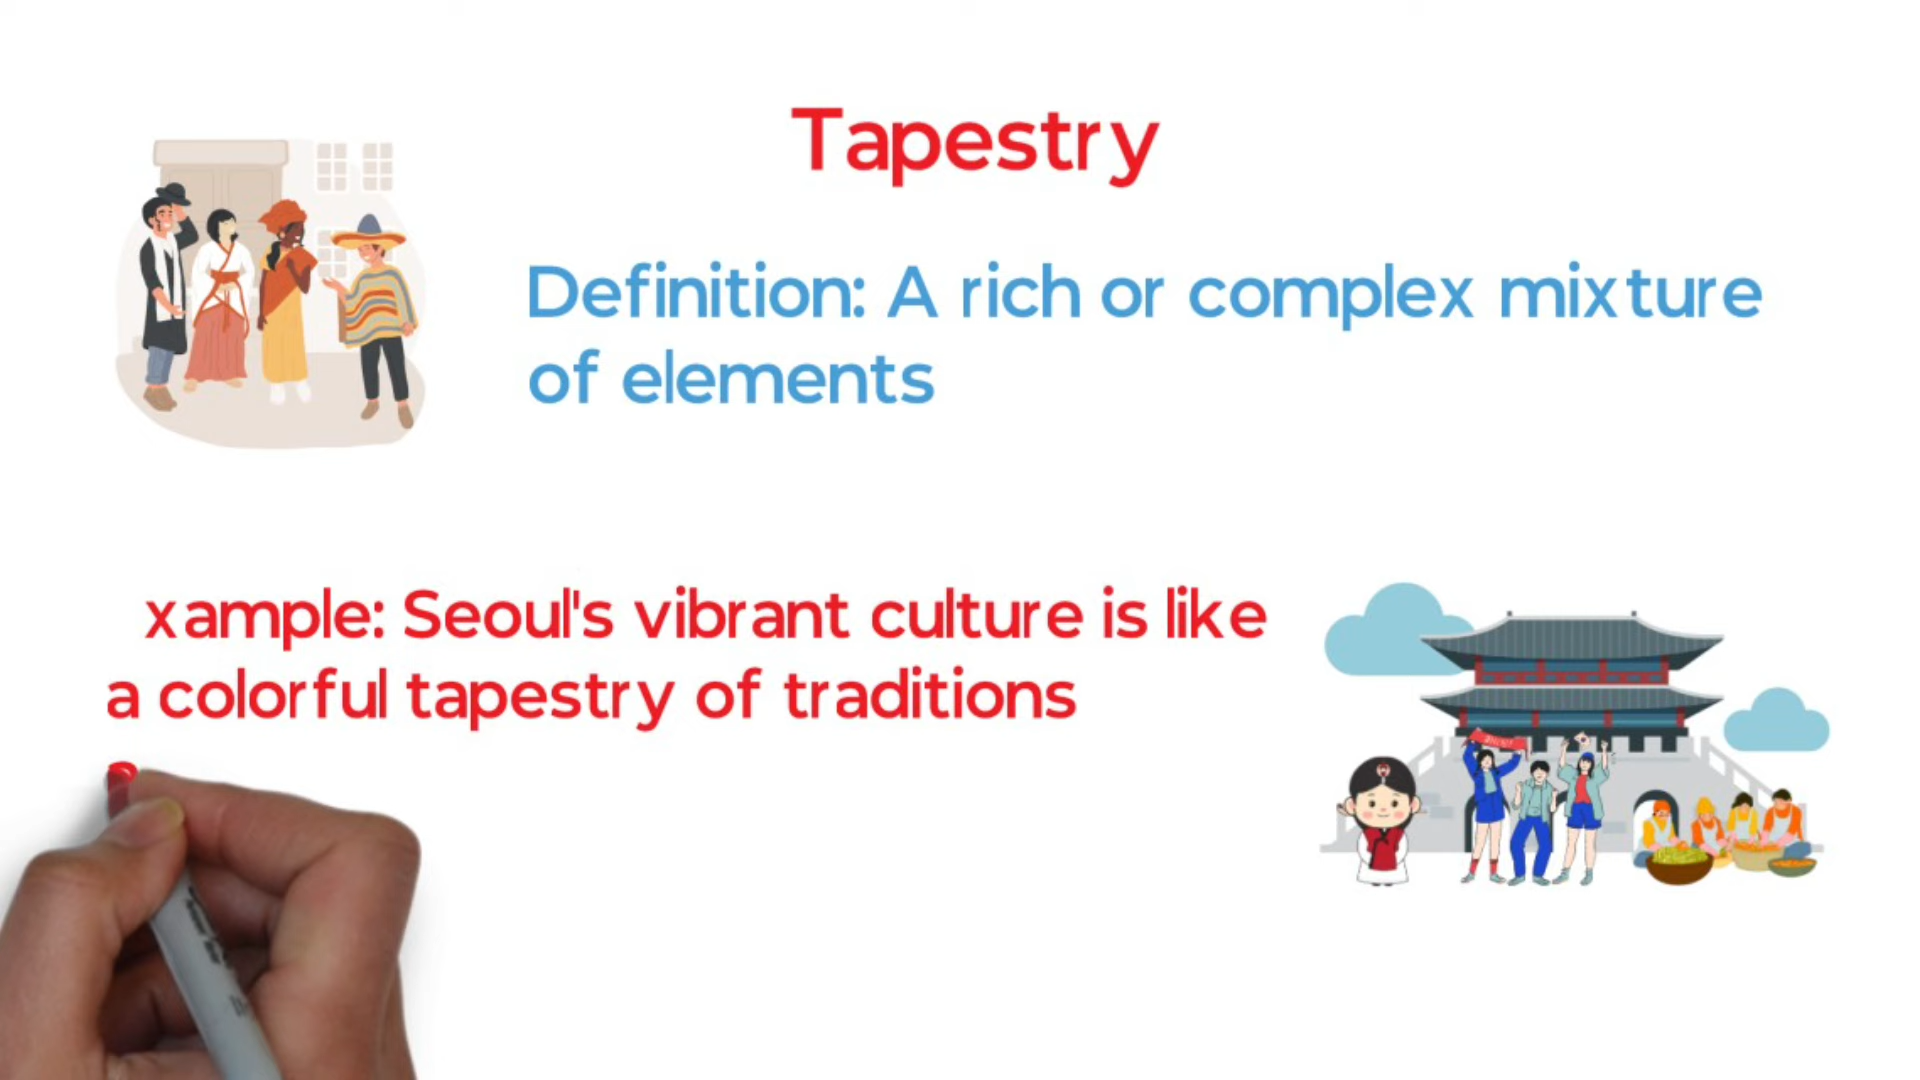 Tapestry
Definition: A rich or complex mixture
of elements
xample: Seoul's vibrant culture is like
a colorful tapestry of traditions